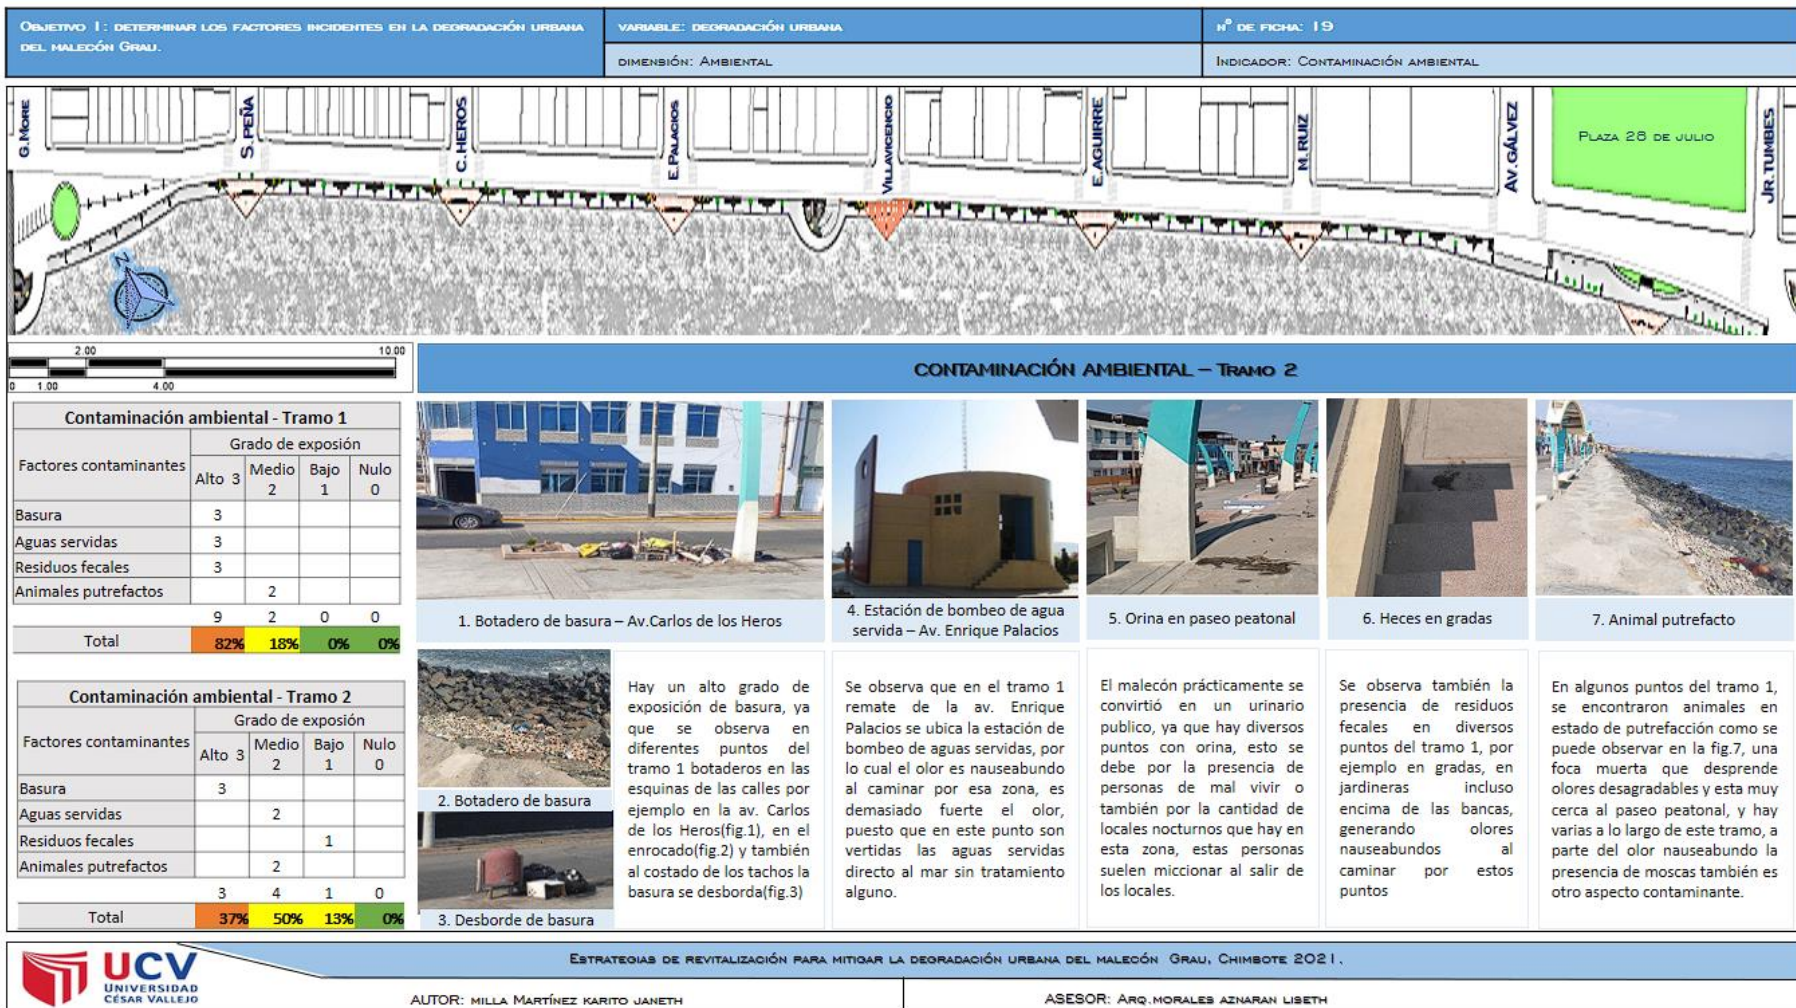 OBJETIVO 1: DETERMINAR LOS FACTORES INCIDENTES EN LA DEGRADACIÓN URBANA
DEL MALECÓN GRAU.
VARIABLE: DEGRADACIÓN URBANA
N° DE FICHA: 19
DIMENSIÓN: AMBIENTAL
INDICADOR: CONTAMINACIÓN AMBIENTAL
G. MORE
S. PEÑA
C. HEROS
E. PALACIOS
VILLAVICENCIO
E. AGUIRRE
M. RUIZ
AV. GÁLVEZ
PLAZA 28 DE JULIO
JR. TUMBES
N
2.00 10.00
0 1.00 4.00
CONTAMINACIÓN AMBIENTAL – TRAMO 2
Contaminación ambiental - Tramo 1
Factores contaminantes
Grado de exposión
Alto 3
Medio
2
Bajo
1
Nulo
0
Basura 3
Aguas servidas 3
Residuos fecales 3
Animales putrefactos 2
9 2 0 0
Total 82% 18% 0% 0%
Contaminación ambiental - Tramo 2
Factores contaminantes
Grado de exposión
Alto 3
Medio
2
Bajo
1
Nulo
0
Basura 3
Aguas servidas 2
Residuos fecales 1
Animales putrefactos 2
3 4 1 0
Total 37% 50% 13% 0%
1. Botadero de basura – Av.Carlos de los Heros
2. Botadero de basura
3. Desborde de basura
Hay un alto grado de
exposición de basura, ya
que se observa en
diferentes puntos del
tramo 1 botaderos en las
esquinas de las calles por
ejemplo en la av. Carlos
de los Heros(fig.1), en el
enrocado(fig.2) y también
al costado de los tachos la
basura se desborda(fig.3)
4. Estación de bombeo de agua
servida – Av. Enrique Palacios
Se observa que en el tramo 1
remate de la av. Enrique
Palacios se ubica la estación de
bombeo de aguas servidas, por
lo cual el olor es nauseabundo
al caminar por esa zona, es
demasiado fuerte el olor,
puesto que en este punto son
vertidas las aguas servidas
directo al mar sin tratamiento
alguno.
5. Orina en paseo peatonal
El malecón prácticamente se
convirtió en un urinario
publico, ya que hay diversos
puntos con orina, esto se
debe por la presencia de
personas de mal vivir o
también por la cantidad de
locales nocturnos que hay en
esta zona, estas personas
suelen miccionar al salir de
los locales.
6. Heces en gradas
Se observa también la
presencia de residuos
fecales en diversos
puntos del tramo 1, por
ejemplo en gradas, en
jardineras incluso
encima de las bancas,
generando olores
nauseabundos al
caminar por estos
puntos
7. Animal putrefacto
En algunos puntos del tramo 1,
se encontraron animales en
estado de putrefacción como se
puede observar en la fig.7, una
foca muerta que desprende
olores desagradables y esta muy
cerca al paseo peatonal, y hay
varias a lo largo de este tramo, a
parte del olor nauseabundo la
presencia de moscas también es
otro aspecto contaminante.
UCV
UNIVERSIDAD
CÉSAR VALLEJO
ESTRATEGIAS DE REVITALIZACIÓN PARA MITIGAR LA DEGRADACIÓN URBANA DEL MALECÓN GRAU, CHIMBOTE 2021.
AUTOR: MILLA MARTÍNEZ KARITO JANETH
ASESOR: ARQ.MORALES AZNARAN LISETH